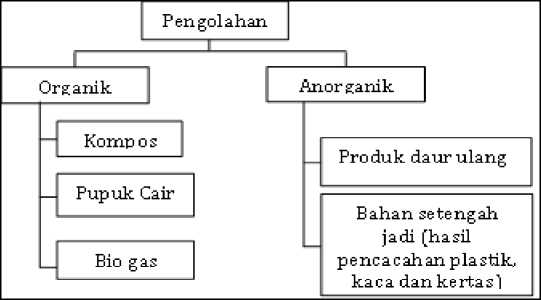 Pengolahan
Organik
Anorganik
Kompos
Pupuk Cair
Bio gas
Produk daur ulang
Bahan setengah
jadi (hasil
pencacahan plastik,
kaca dan kertas)